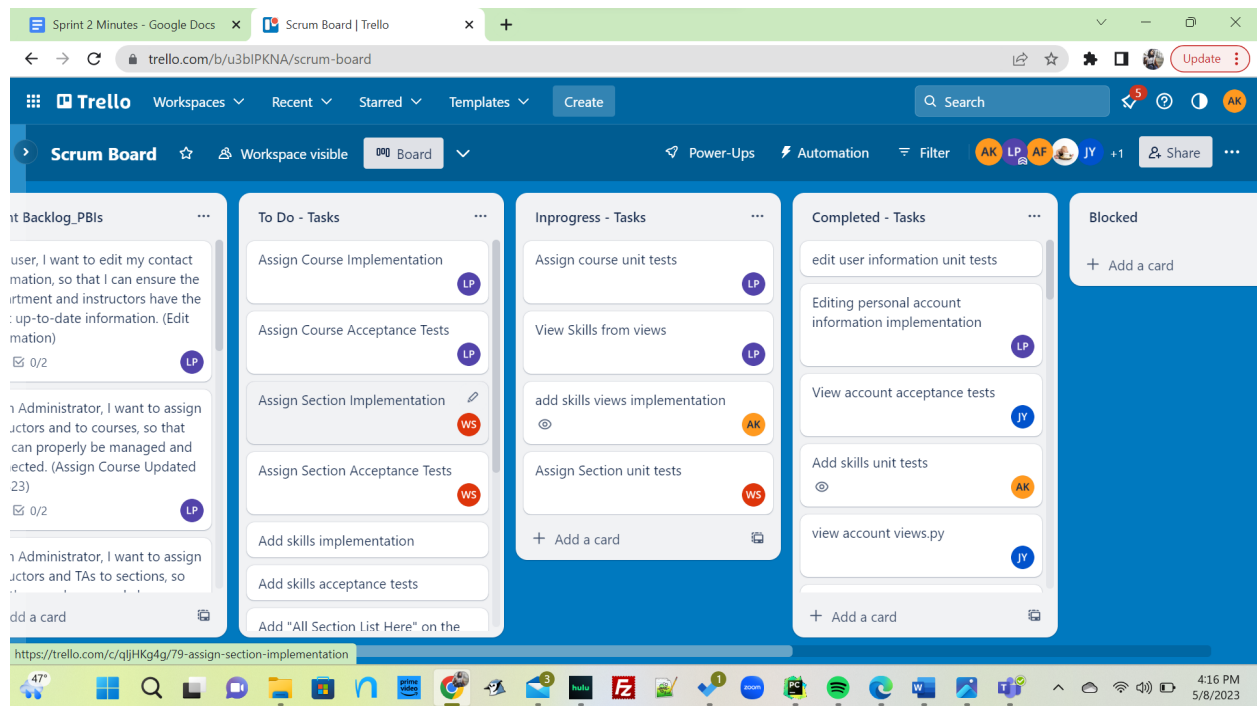 Sprint 2 Minutes - Google Docs
Scrum Board | Trello
trello.com/b/u3bIPKNA/scrum-board
Update
Trello
Workspaces
Recent
Starred
Templates
Create
Search
5
AK
Scrum Board
Workspace visible
Board
Power-Ups
Automation
Filter
AK
LP
AF
JY
+1
Share
nt Backlog_PBIs
user, I want to edit my contact
mation, so that I can ensure the
artment and instructors have the
up-to-date information. (Edit
mation)
0/2
LP
n Administrator, I want to assign
uctors and to courses, so that
can properly be managed and
ected. (Assign Course Updated
23)
0/2
LP
n Administrator, I want to assign
uctors and TAs to sections, so
dd a card
To Do - Tasks
Assign Course Implementation
LP
Assign Course Acceptance Tests
LP
Assign Section Implementation
WS
Assign Section Acceptance Tests
WS
Add skills implementation
Add skills acceptance tests
Add "All Section List Here" on the
Inprogress - Tasks
Assign course unit tests
LP
View Skills from views
LP
add skills views implementation
AK
Assign Section unit tests
WS
+ Add a card
Completed - Tasks
edit user information unit tests
Editing personal account
information implementation
LP
View account acceptance tests
JY
Add skills unit tests
AK
view account views.py
JY
+ Add a card
Blocked
+ Add a card
https://trello.com/c/qljHKg4g/79-assign-section-implementation
47°
prime
video
3
hulu
1
zoom
PC
4:16 PM
5/8/2023